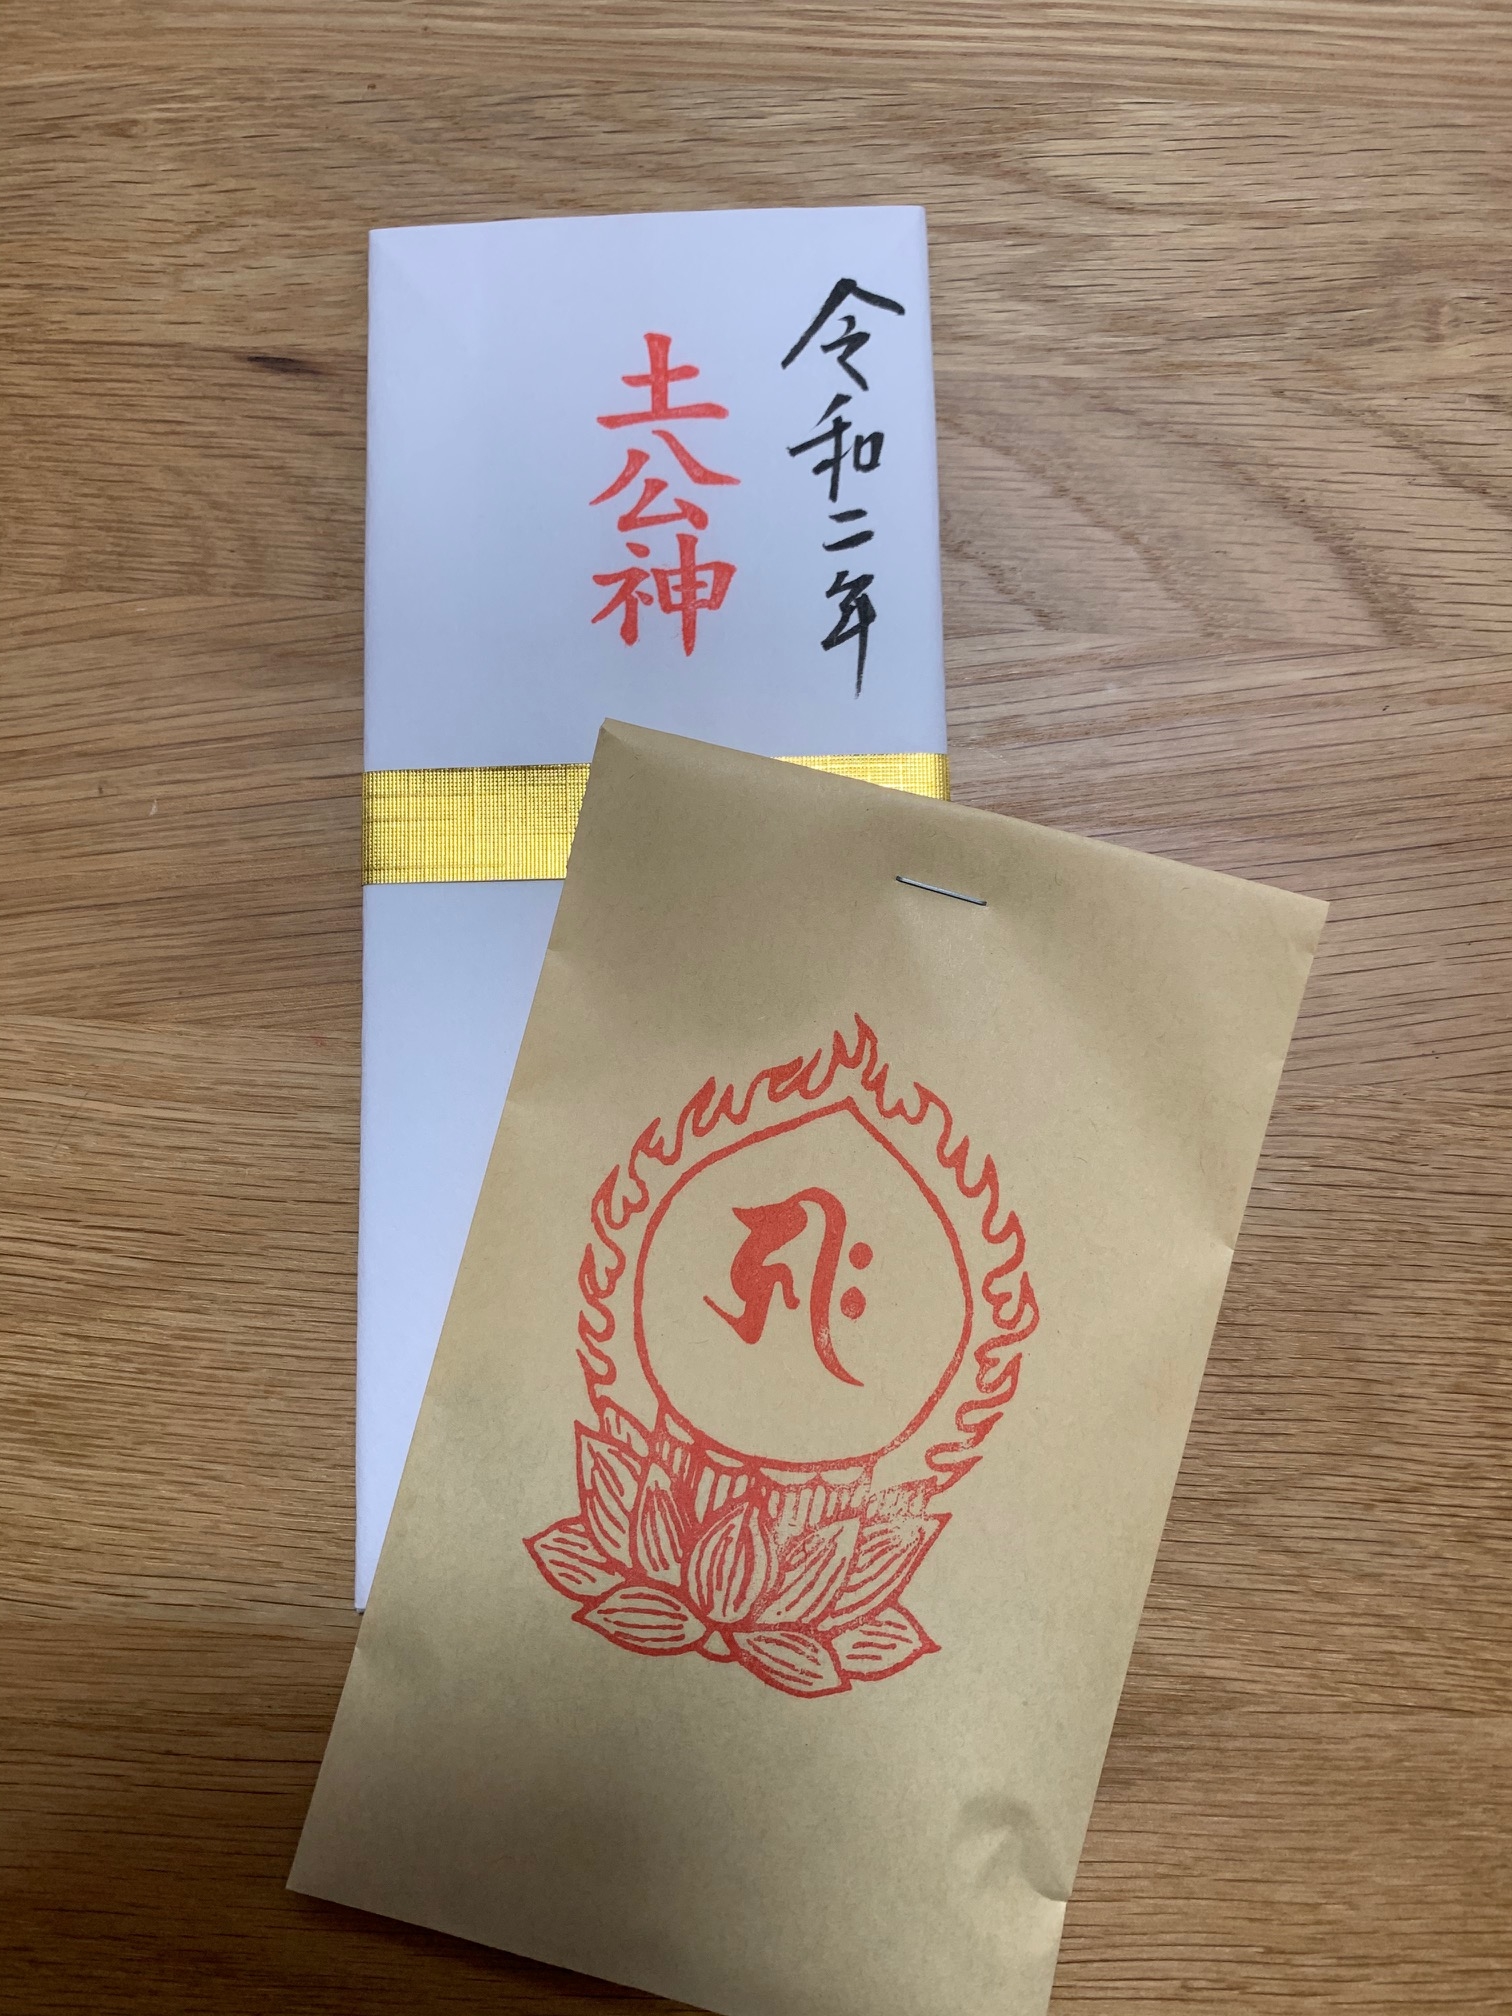 令和二年
土公神
𑖀𑖾